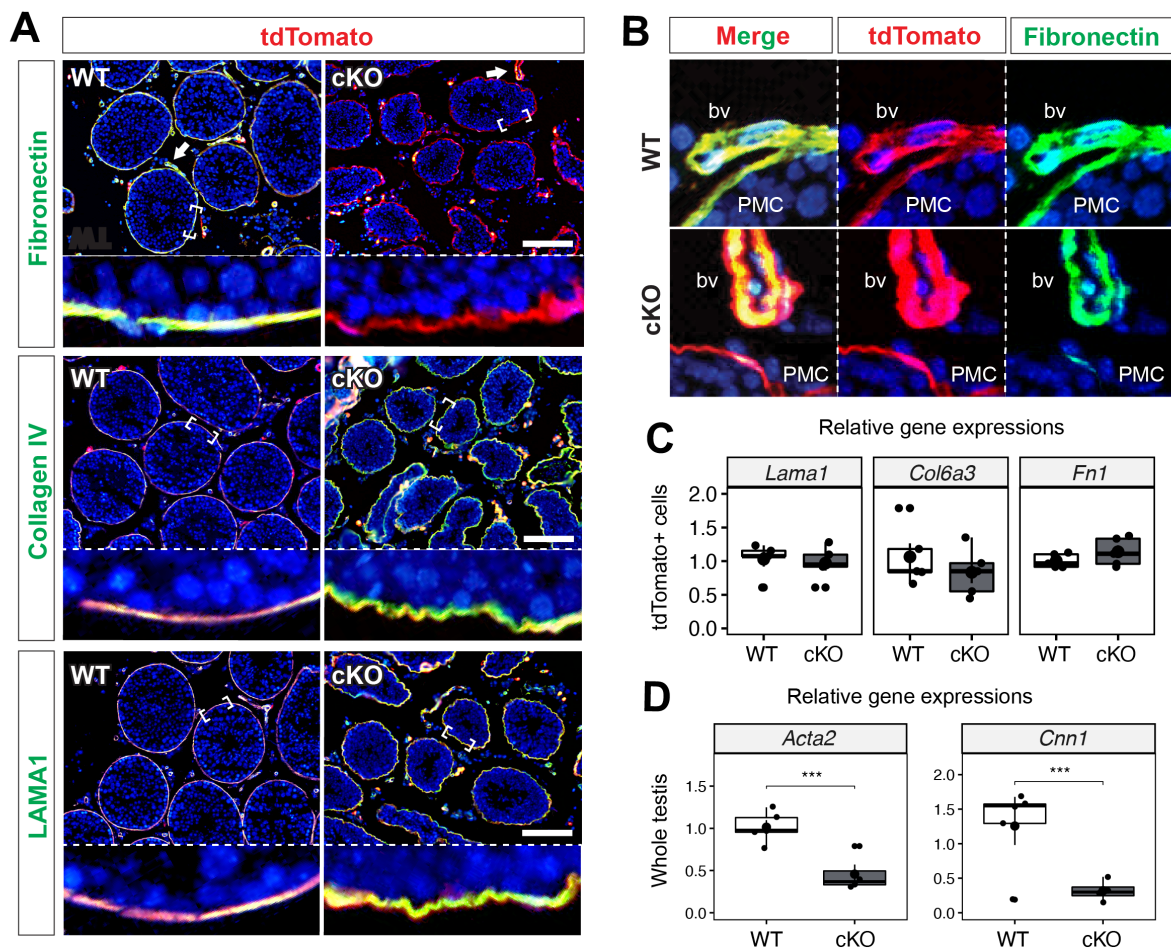 A
tdTomato
Fibronectin
WT
cKO
WT
Collagen IV
WT
cKO
LAMA1
WT
cKO
B
Merge
tdTomato
Fibronectin
WT
bv
bv
bv
PMC
PMC
PMC
cKO
bv
bv
bv
PMC
PMC
PMC
C
Relative gene expressions
Lama1
Col6a3
Fn1
tdTomato+ cells
2.0
1.5
1.0
0.5
0.0
WT
cKO
WT
cKO
WT
cKO
D
Relative gene expressions
Acta2
Cnn1
Whole testis
1.5
1.0
0.5
0.0
***
2.0
1.5
1.0
0.5
0.0
***
WT
cKO
WT
cKO